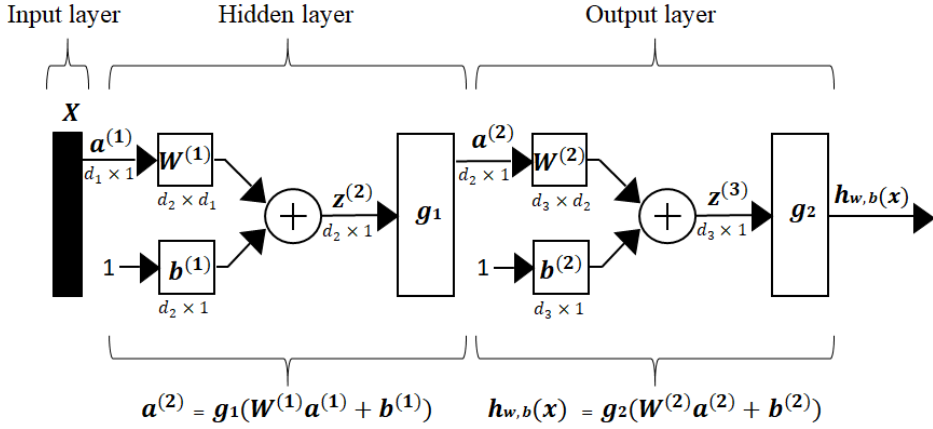 Input layer Hidden layer Output layer
X
a⁽¹⁾ W⁽¹⁾ z⁽²⁾ g₁ a⁽²⁾ W⁽²⁾ z⁽³⁾ g₂ h_{w,b}(x)
d₁ × 1 d₂ × d₁ d₂ × 1 d₂ × 1 d₃ × d₂ d₃ × 1
1 b⁽¹⁾ 1 b⁽²⁾
d₂ × 1 d₃ × 1
a⁽²⁾ = g₁(W⁽¹⁾a⁽¹⁾ + b⁽¹⁾) h_{w,b}(x) = g₂(W⁽²⁾a⁽²⁾ + b⁽²⁾)